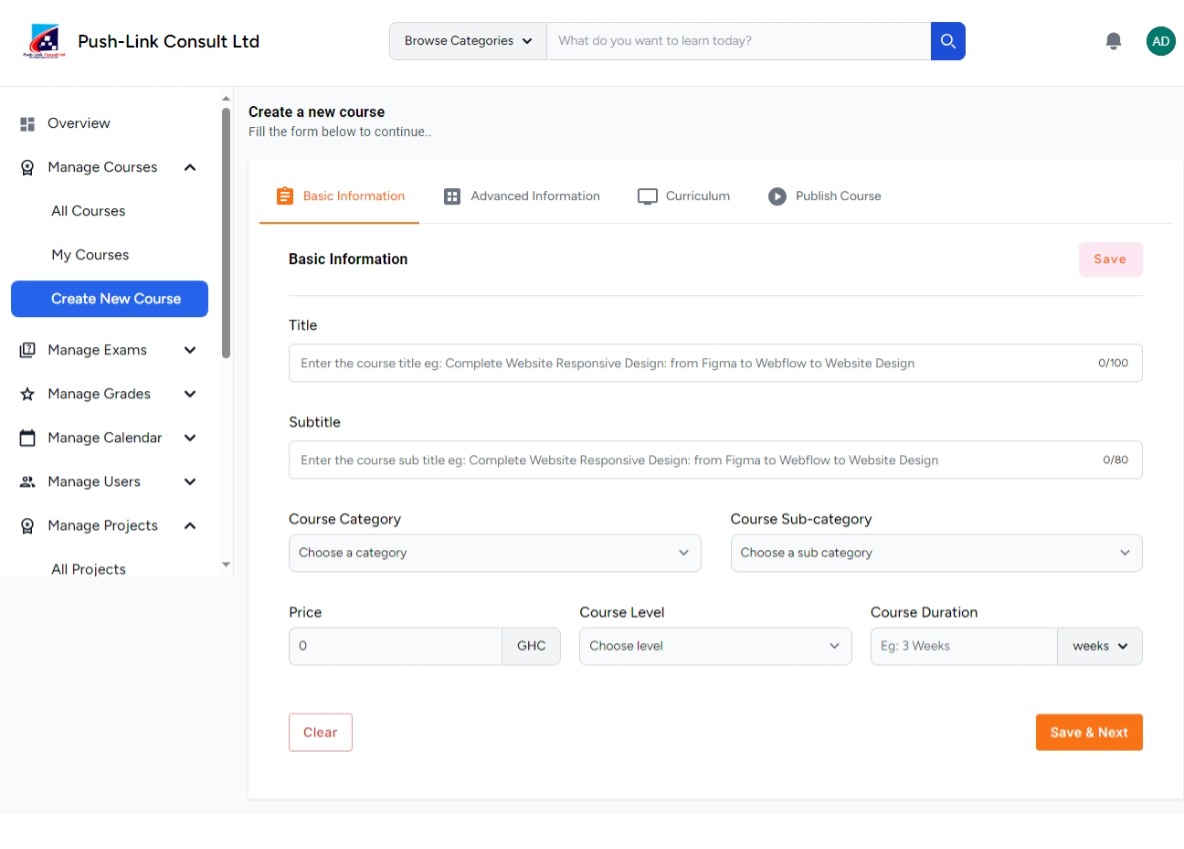 Push-Link Consult Ltd
Browse Categories
What do you want to learn today?
AD
Overview
Manage Courses
All Courses
My Courses
Create New Course
Manage Exams
Manage Grades
Manage Calendar
Manage Users
Manage Projects
All Projects
Create a new course
Fill the form below to continue..
Basic Information
Advanced Information
Curriculum
Publish Course
Basic Information
Save
Title
Enter the course title eg: Complete Website Responsive Design: from Figma to Webflow to Website Design
0/100
Subtitle
Enter the course sub title eg: Complete Website Responsive Design: from Figma to Webflow to Website Design
0/80
Course Category
Course Sub-category
Choose a category
Choose a sub category
Price
Course Level
Course Duration
0
GHC
Choose level
Eg: 3 Weeks
weeks
Clear
Save & Next